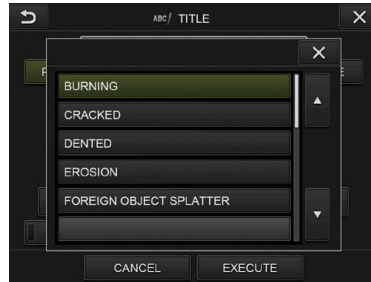 ABC/ TITLE
BURNING
CRACKED
DENTED
EROSION
FOREIGN OBJECT SPLATTER
CANCEL EXECUTE